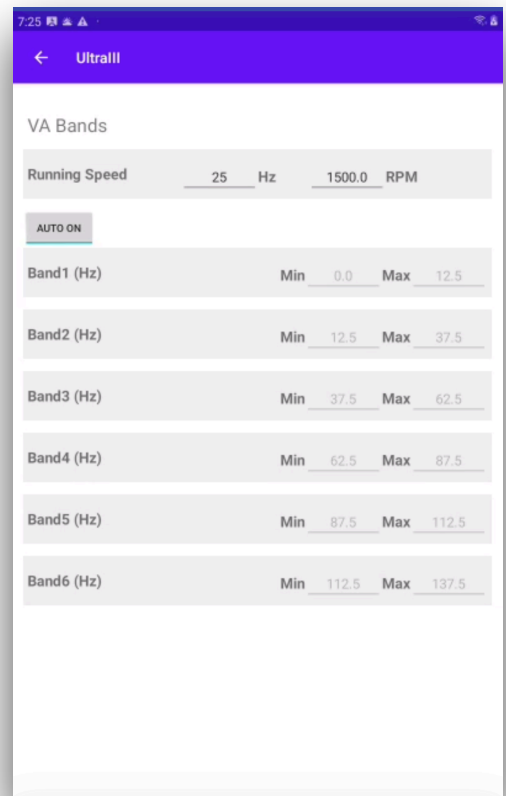 7:25
UltraIII
VA Bands
Running Speed 25 Hz 1500.0 RPM
AUTO ON
Band1 (Hz) Min 0.0 Max 12.5
Band2 (Hz) Min 12.5 Max 37.5
Band3 (Hz) Min 37.5 Max 62.5
Band4 (Hz) Min 62.5 Max 87.5
Band5 (Hz) Min 87.5 Max 112.5
Band6 (Hz) Min 112.5 Max 137.5